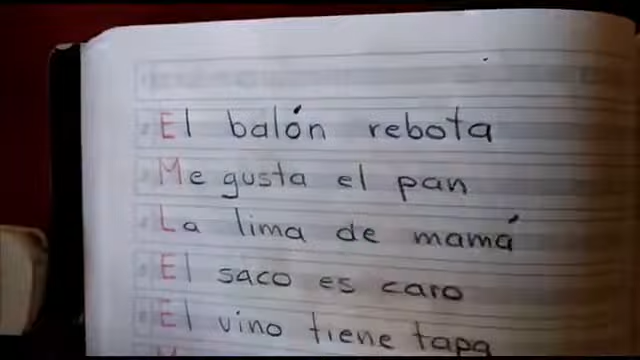 El balón rebota
Me gusta el pan
La lima de mamá
El saco es caro
El vino tiene tapa